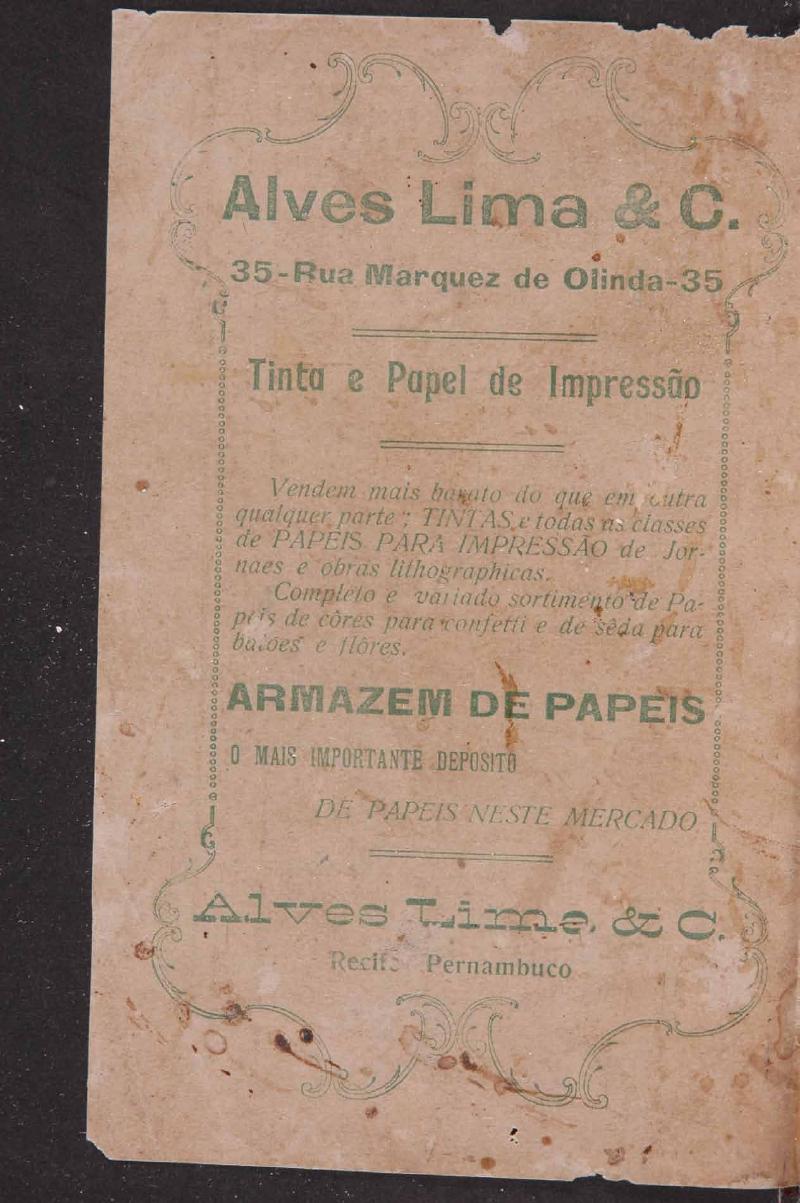 Alves Lima & C.
35-Rua Marquez de Olinda-35
Tinta e Papel de Impressão
Vendem mais barato do que em outra
qualquer parte ; TINTAS e todas as classes
de PAPEIS PARA IMPRESSÃO de Jor-
naes e obras lithographicas.
Completo e variado sortimento de Pa-
peis de côres para confetti e de sêda para
balões e flôres.
ARMAZEM DE PAPEIS
O MAIS IMPORTANTE DEPOSITO
DE PAPEIS NESTE MERCADO
Alves Lima & C.
Recife Pernambuco